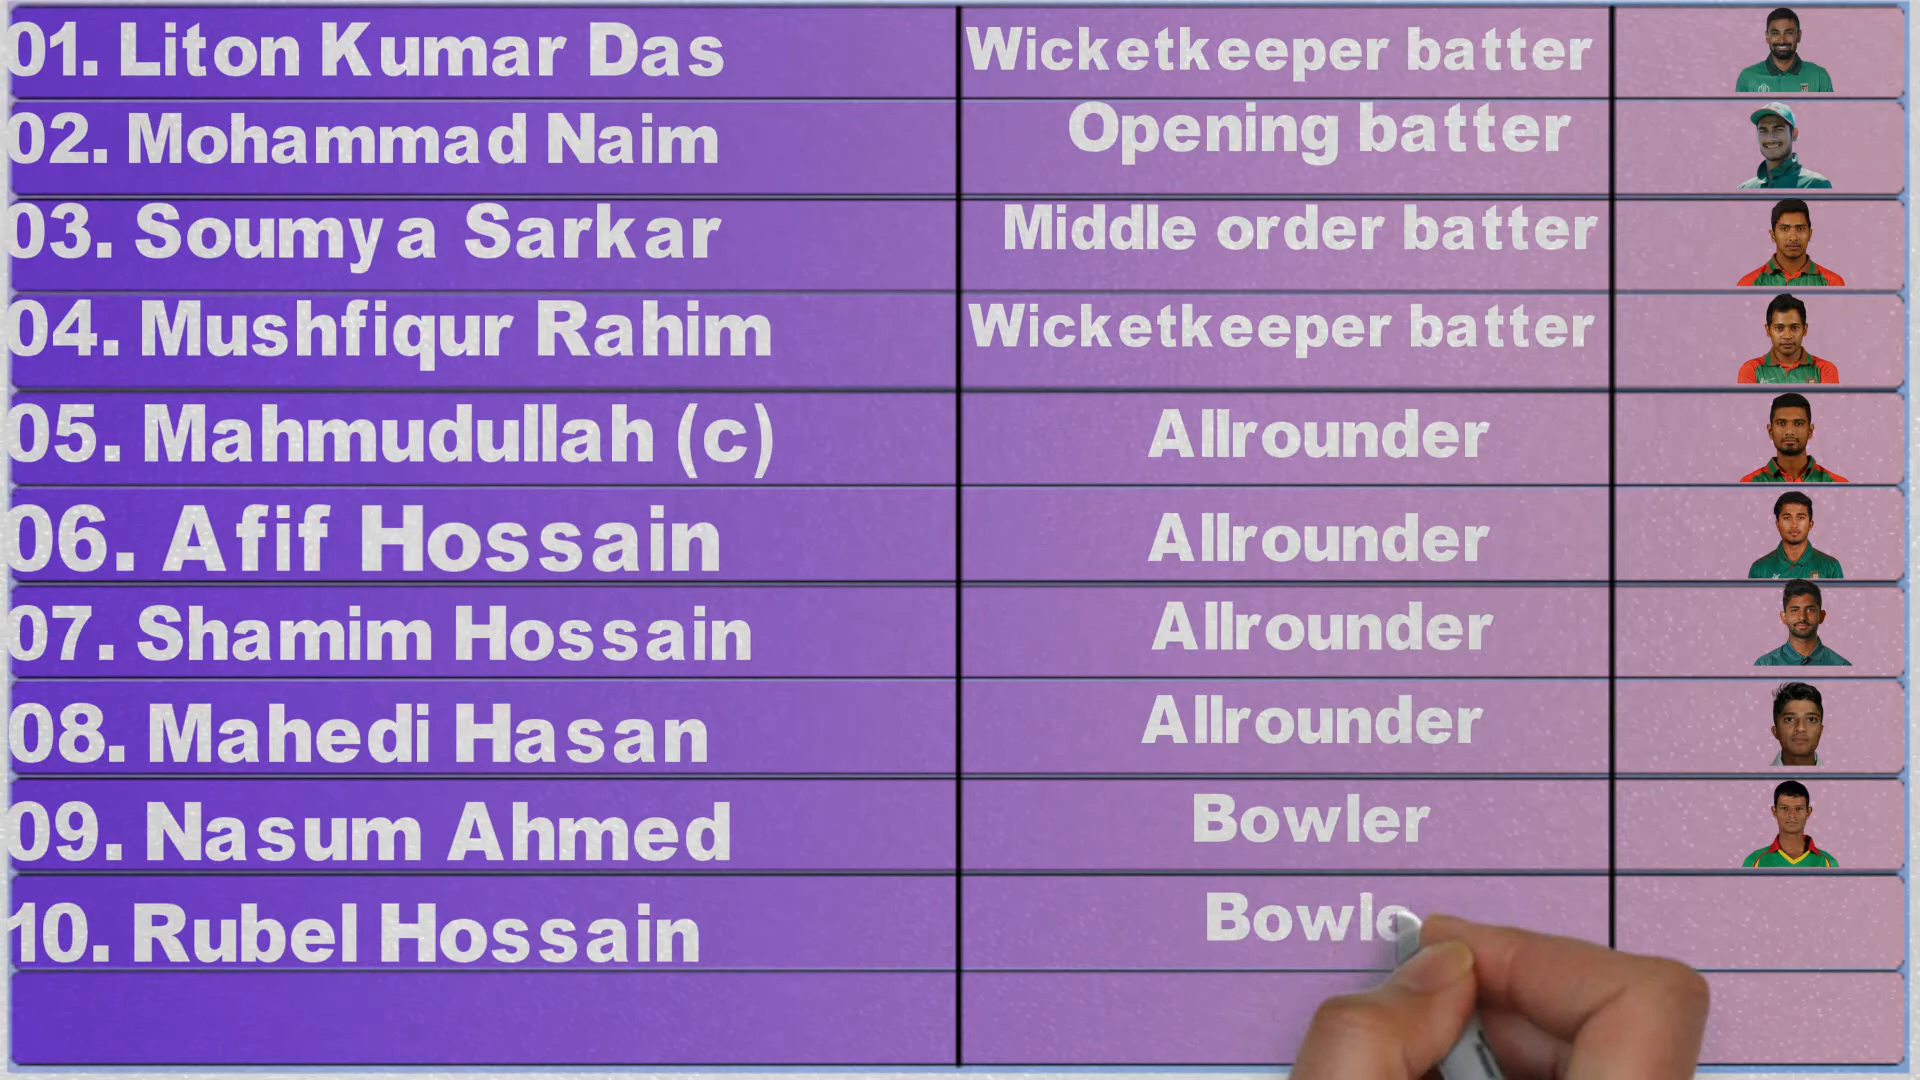 01. Liton Kumar Das Wicketkeeper batter
02. Mohammad Naim Opening batter
03. Soumya Sarkar Middle order batter
04. Mushfiqur Rahim Wicketkeeper batter
05. Mahmudullah (c) Allrounder
06. Afif Hossain Allrounder
07. Shamim Hossain Allrounder
08. Mahedi Hasan Allrounder
09. Nasum Ahmed Bowler
10. Rubel Hossain Bowle